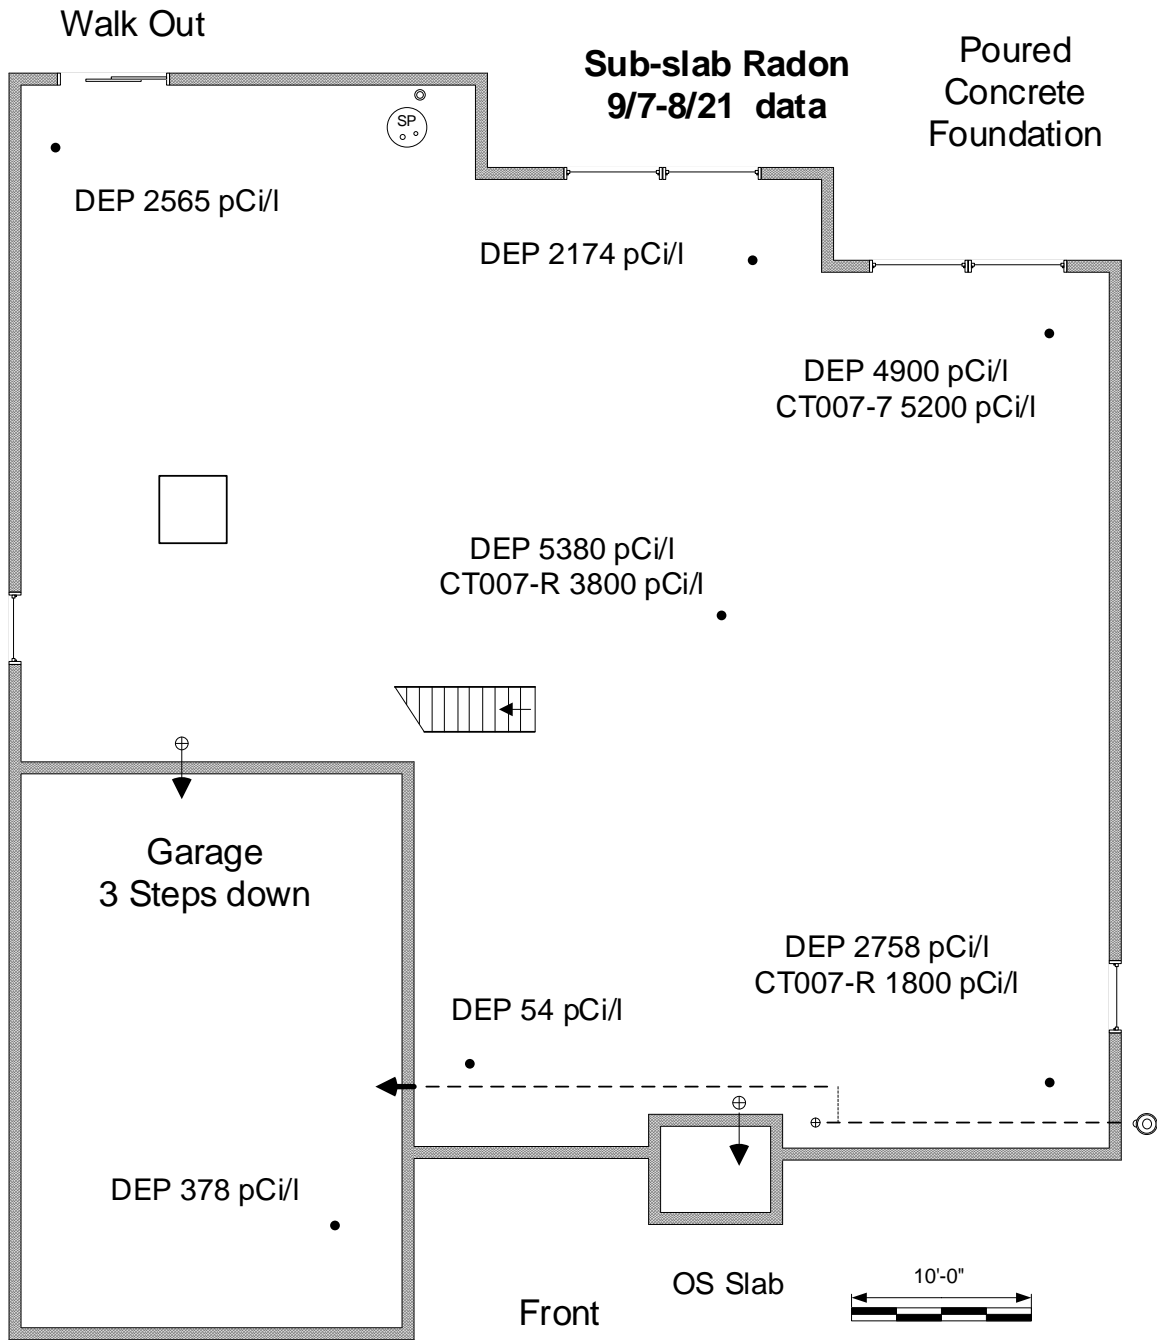 Walk Out
Sub-slab Radon
9/7-8/21 data
Poured
Concrete
Foundation
SP
DEP 2565 pCi/l
DEP 2174 pCi/l
DEP 4900 pCi/l
CT007-7 5200 pCi/l
DEP 5380 pCi/l
CT007-R 3800 pCi/l
Garage
3 Steps down
DEP 2758 pCi/l
CT007-R 1800 pCi/l
DEP 54 pCi/l
DEP 378 pCi/l
OS Slab
10'-0"
Front